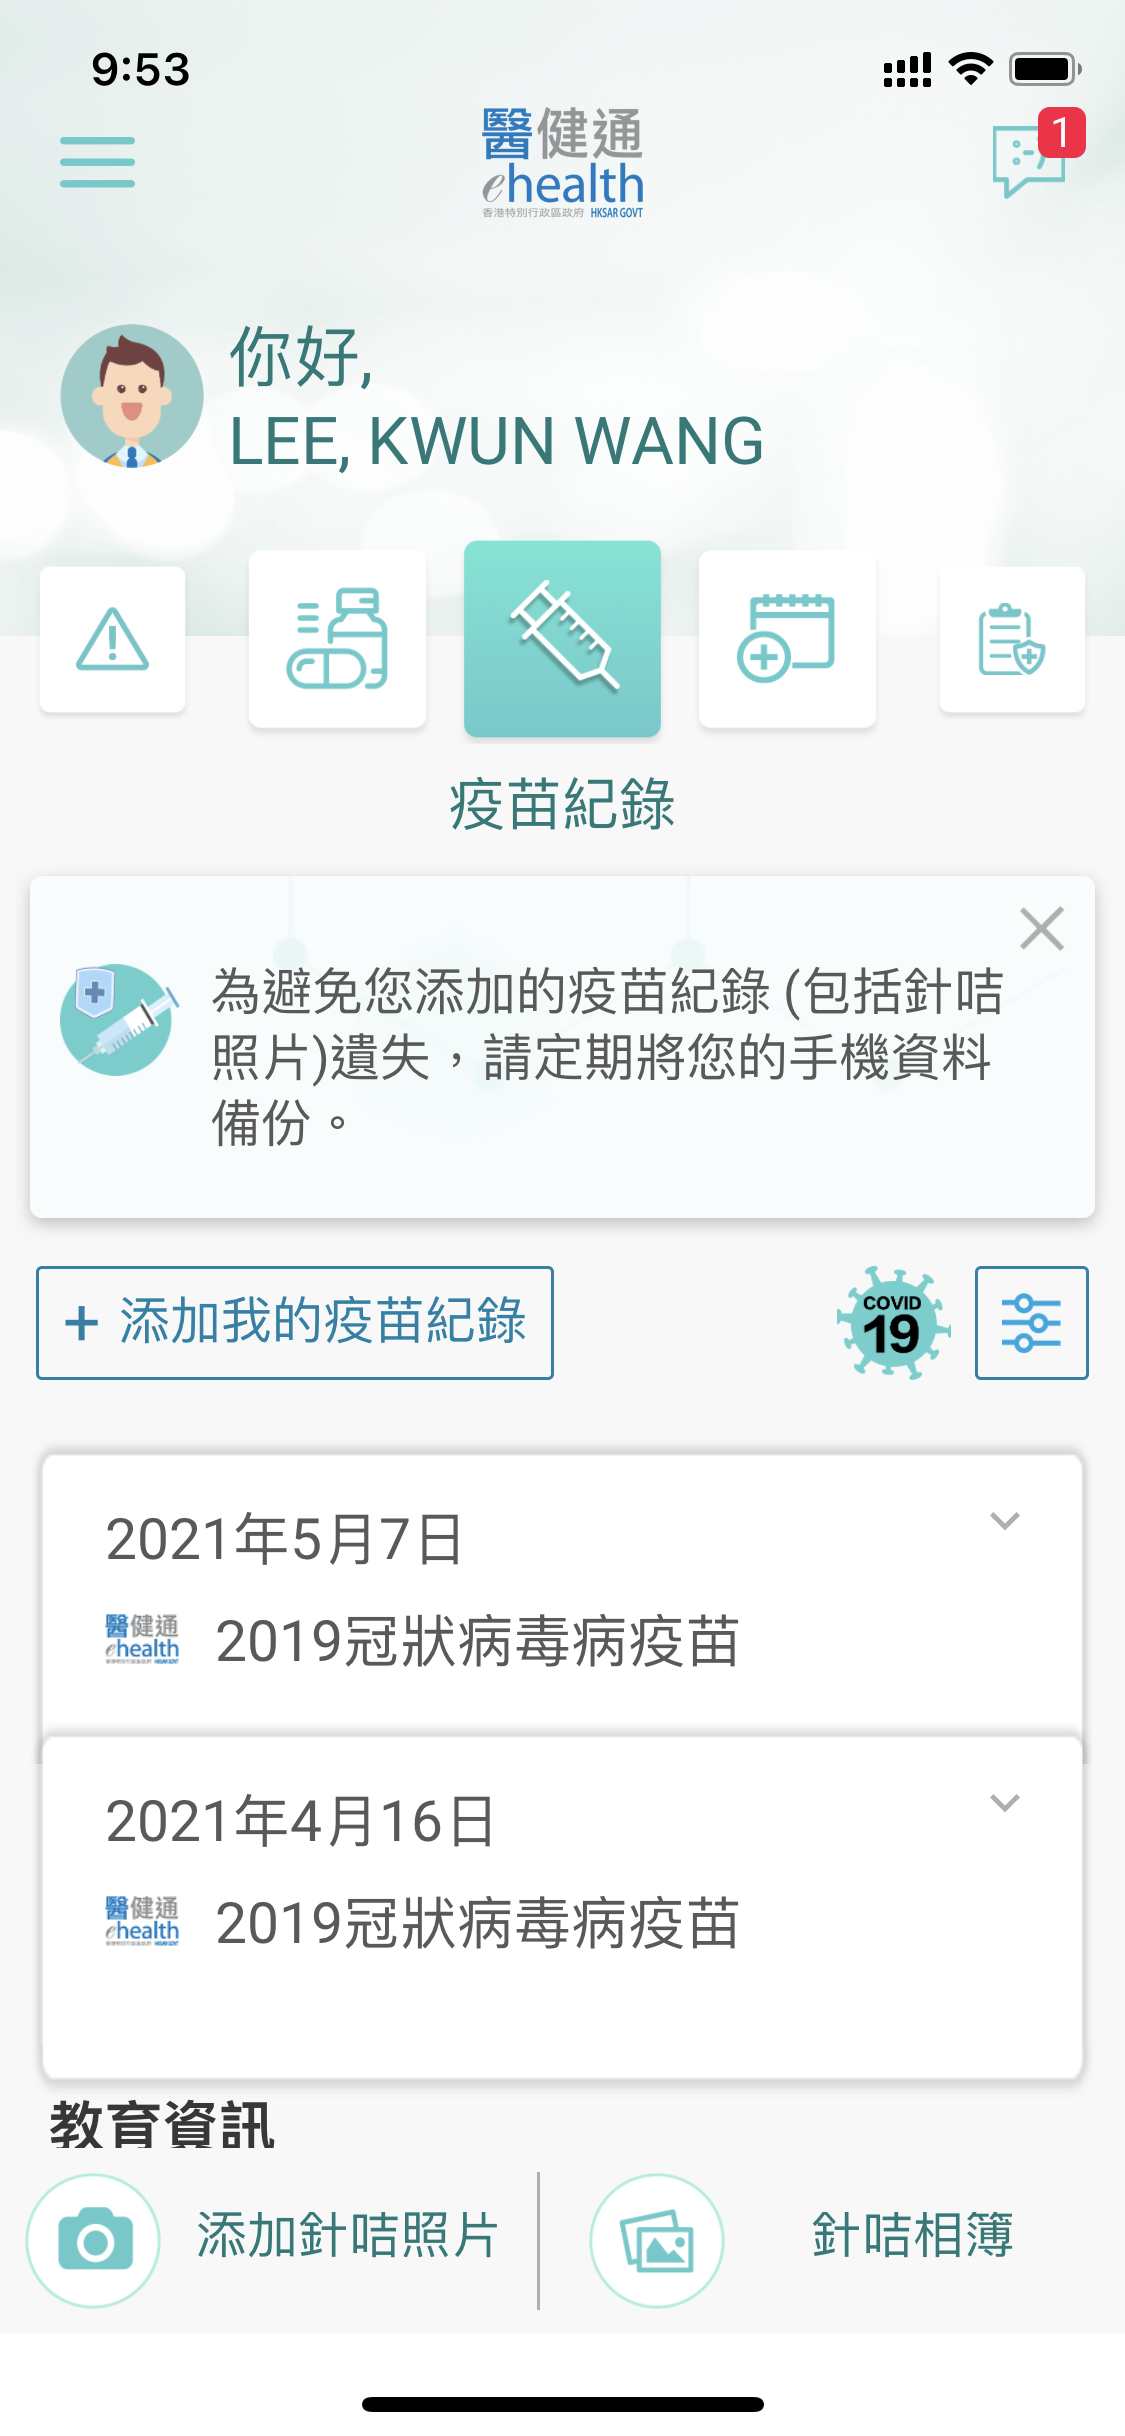 9:53
醫健通
ehealth
香港特別行政區政府 HKSAR GOVT
1
你好,
LEE, KWUN WANG
疫苗紀錄
為避免您添加的疫苗紀錄 (包括針咭
照片)遺失，請定期將您的手機資料
備份。
+ 添加我的疫苗紀錄
COVID
19
2021年5月7日
醫健通
ehealth
2019冠狀病毒病疫苗
2021年4月16日
醫健通
ehealth
2019冠狀病毒病疫苗
教育資訊
添加針咭照片
針咭相簿